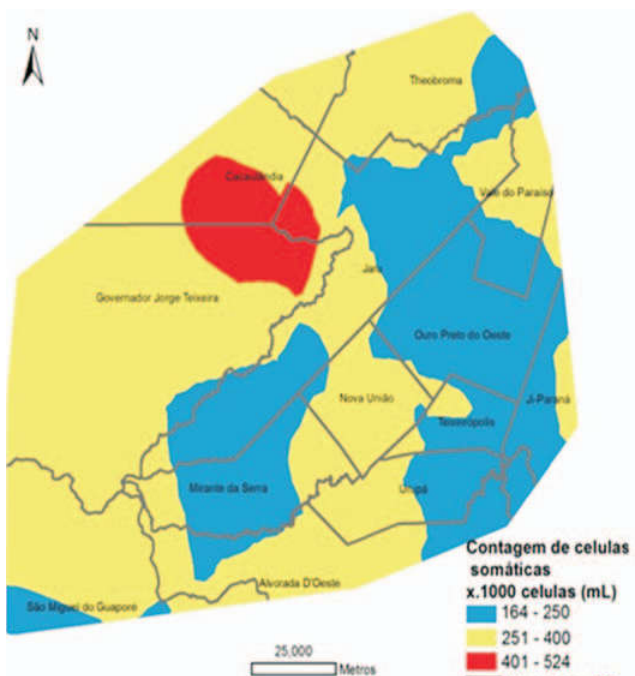 N
Theobroma
Cacaulândia
Vale do Paraíso
Jaru
Governador Jorge Teixeira
Ouro Preto do Oeste
Nova União
Ji-Paraná
Teixeirópolis
Mirante da Serra
Urupá
Alvorada D'Oeste
São Miguel do Guaporé
Contagem de celulas
somáticas
x.1000 celulas (mL)
164 - 250
251 - 400
401 - 524
25,000
Metros